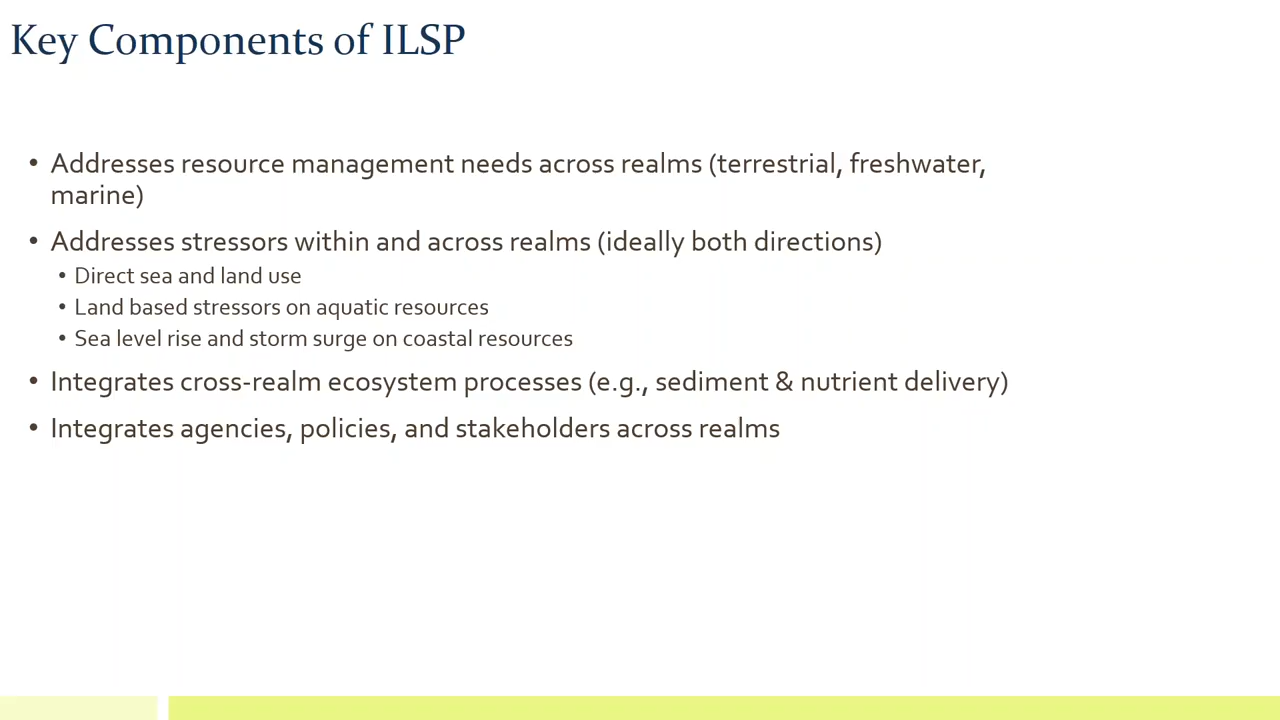 Key Components of ILSP
• Addresses resource management needs across realms (terrestrial, freshwater,
marine)
• Addresses stressors within and across realms (ideally both directions)
• Direct sea and land use
• Land based stressors on aquatic resources
• Sea level rise and storm surge on coastal resources
• Integrates cross-realm ecosystem processes (e.g., sediment & nutrient delivery)
• Integrates agencies, policies, and stakeholders across realms